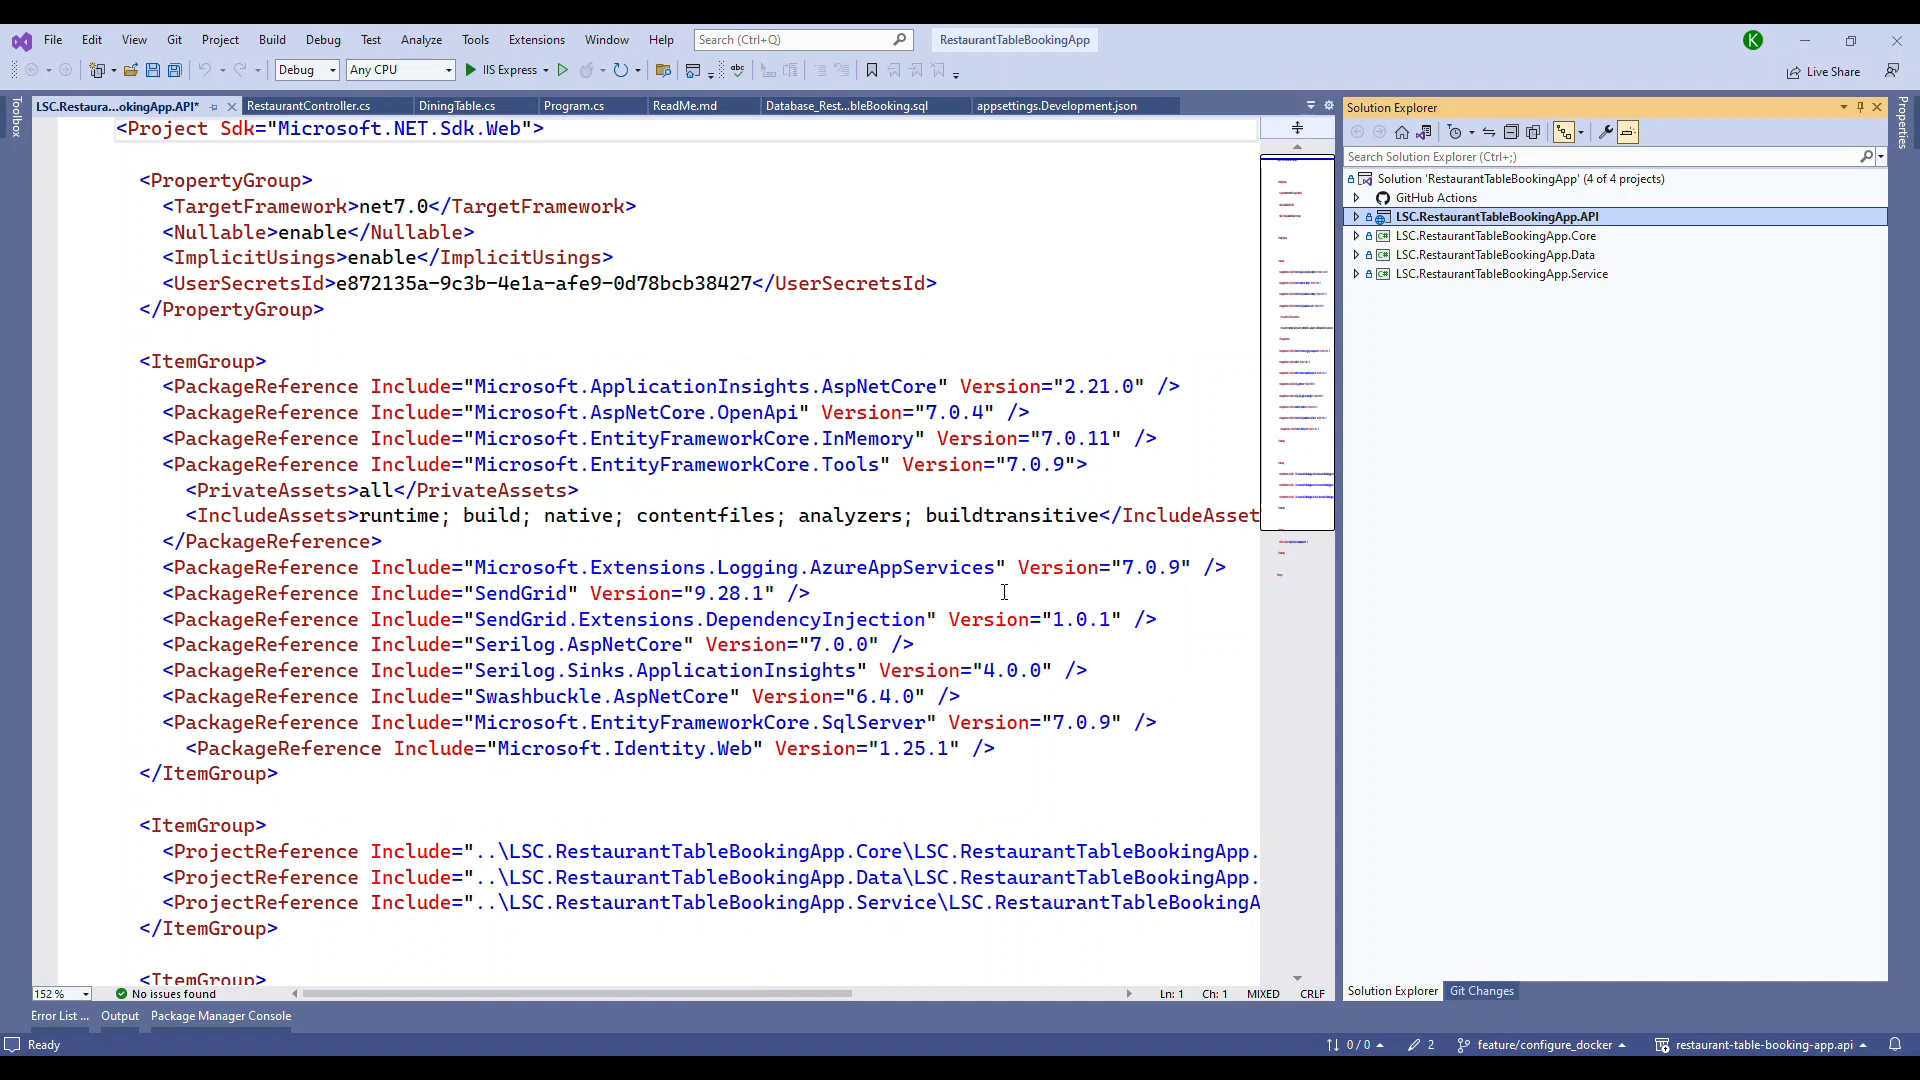 File Edit View Git Project Build Debug Test Analyze Tools Extensions Window Help Search (Ctrl+Q) RestaurantTableBookingApp K
Debug Any CPU IIS Express Live Share
Toolbox
LSC.Restaura...okingApp.API* RestaurantController.cs DiningTable.cs Program.cs ReadMe.md Database_Rest...bleBooking.sql appsettings.Development.json
<Project Sdk="Microsoft.NET.Sdk.Web">
<PropertyGroup>
<TargetFramework>net7.0</TargetFramework>
<Nullable>enable</Nullable>
<ImplicitUsings>enable</ImplicitUsings>
<UserSecretsId>e872135a-9c3b-4e1a-afe9-0d78bcb38427</UserSecretsId>
</PropertyGroup>
<ItemGroup>
<PackageReference Include="Microsoft.ApplicationInsights.AspNetCore" Version="2.21.0" />
<PackageReference Include="Microsoft.AspNetCore.OpenApi" Version="7.0.4" />
<PackageReference Include="Microsoft.EntityFrameworkCore.InMemory" Version="7.0.11" />
<PackageReference Include="Microsoft.EntityFrameworkCore.Tools" Version="7.0.9">
<PrivateAssets>all</PrivateAssets>
<IncludeAssets>runtime; build; native; contentfiles; analyzers; buildtransitive</IncludeAsset
</PackageReference>
<PackageReference Include="Microsoft.Extensions.Logging.AzureAppServices" Version="7.0.9" />
<PackageReference Include="SendGrid" Version="9.28.1" />
<PackageReference Include="SendGrid.Extensions.DependencyInjection" Version="1.0.1" />
<PackageReference Include="Serilog.AspNetCore" Version="7.0.0" />
<PackageReference Include="Serilog.Sinks.ApplicationInsights" Version="4.0.0" />
<PackageReference Include="Swashbuckle.AspNetCore" Version="6.4.0" />
<PackageReference Include="Microsoft.EntityFrameworkCore.SqlServer" Version="7.0.9" />
<PackageReference Include="Microsoft.Identity.Web" Version="1.25.1" />
</ItemGroup>
<ItemGroup>
<ProjectReference Include="..\LSC.RestaurantTableBookingApp.Core\LSC.RestaurantTableBookingApp.
<ProjectReference Include="..\LSC.RestaurantTableBookingApp.Data\LSC.RestaurantTableBookingApp.
<ProjectReference Include="..\LSC.RestaurantTableBookingApp.Service\LSC.RestaurantTableBookingA
</ItemGroup>
<ItemGroup>
152 % No issues found Ln: 1 Ch: 1 MIXED CRLF
Solution Explorer
Search Solution Explorer (Ctrl+;)
Solution 'RestaurantTableBookingApp' (4 of 4 projects)
GitHub Actions
LSC.RestaurantTableBookingApp.API
LSC.RestaurantTableBookingApp.Core
LSC.RestaurantTableBookingApp.Data
LSC.RestaurantTableBookingApp.Service
Solution Explorer Git Changes
Properties
Error List ... Output Package Manager Console
Ready 0 / 0 2 feature/configure_docker restaurant-table-booking-app.api